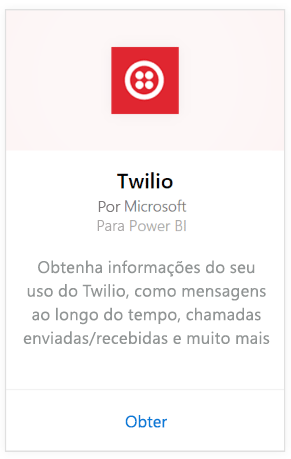 Twilio
Por Microsoft
Para Power BI
Obtenha informações do seu
uso do Twilio, como mensagens
ao longo do tempo, chamadas
enviadas/recebidas e muito mais
Obter